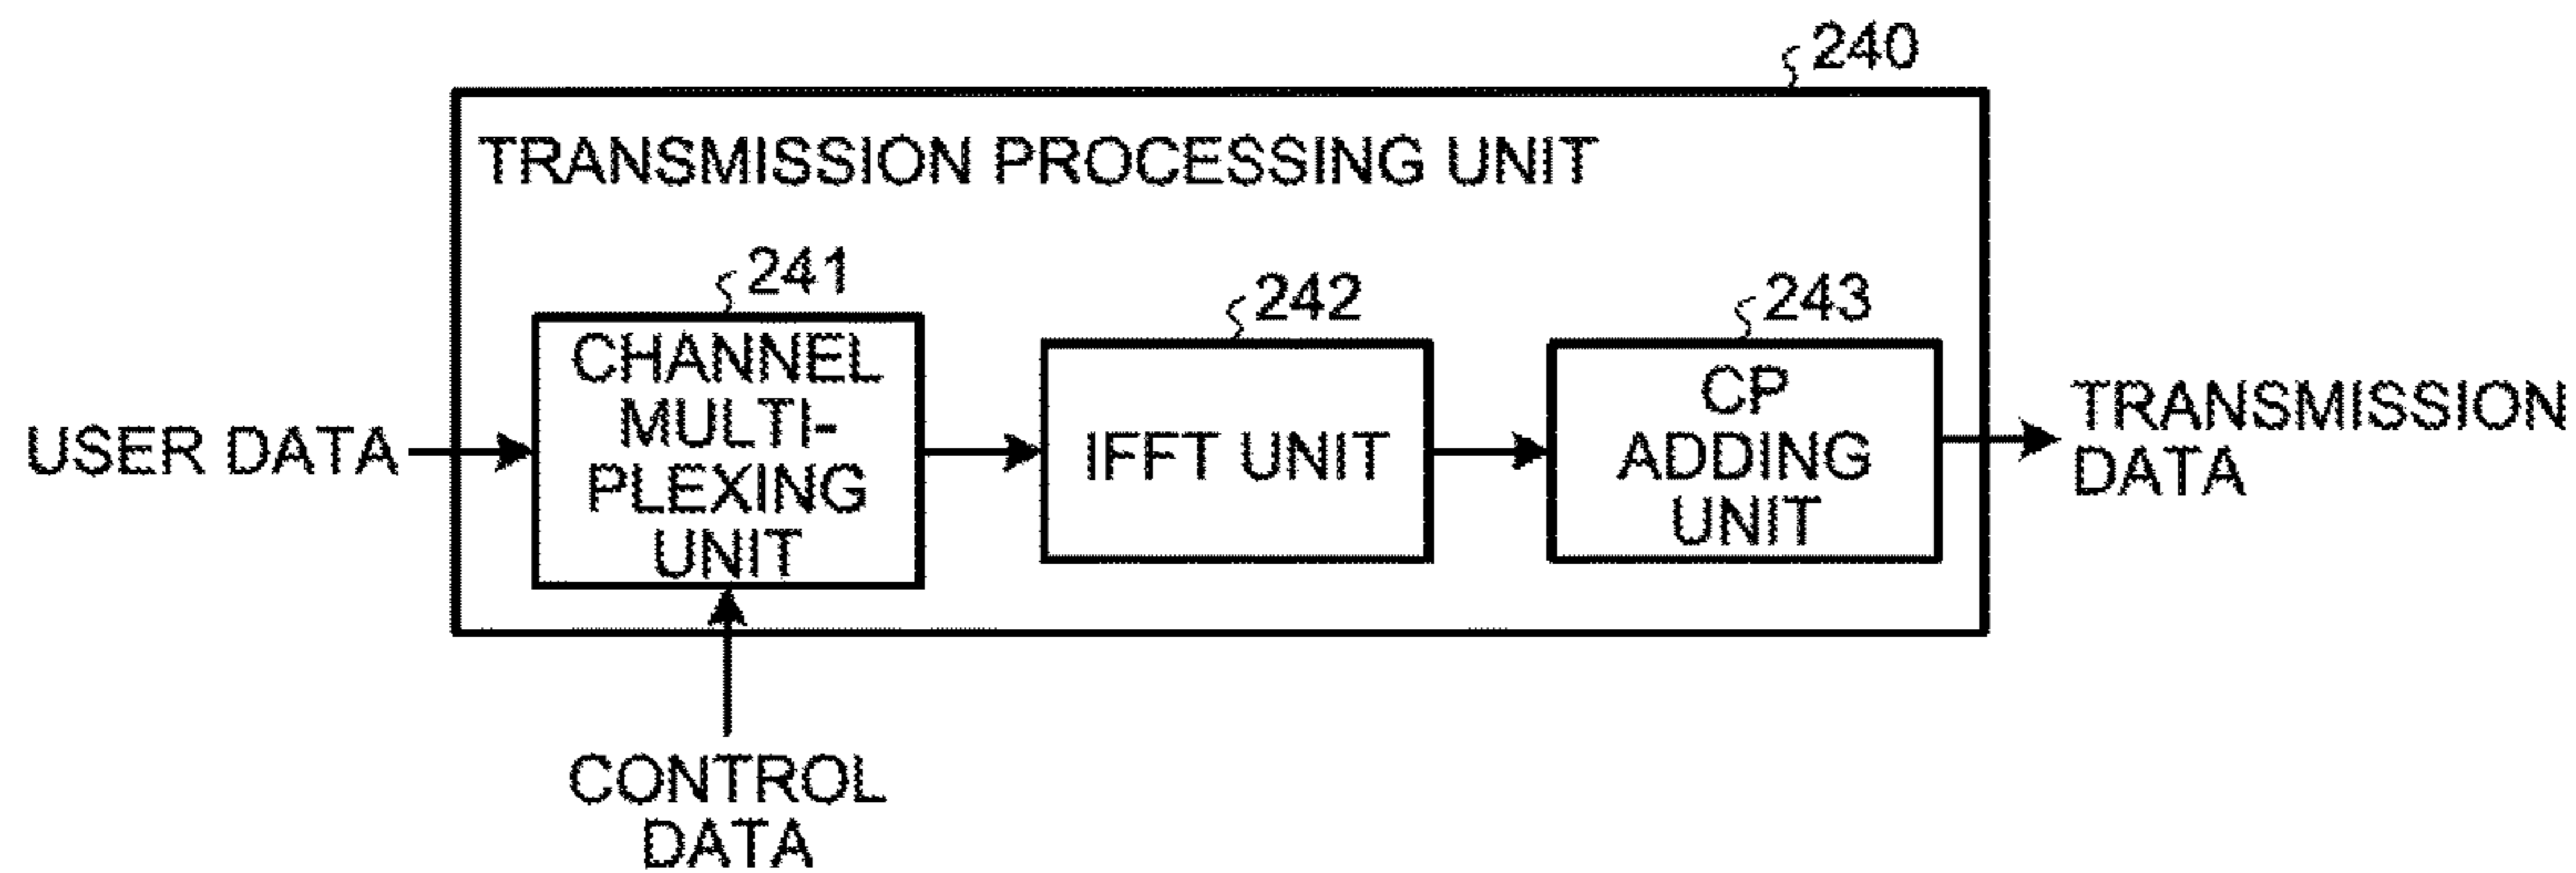 240
TRANSMISSION PROCESSING UNIT
241
242
243
CHANNEL
MULTI-
PLEXING
UNIT
IFFT UNIT
CP
ADDING
UNIT
USER DATA
TRANSMISSION
DATA
CONTROL
DATA